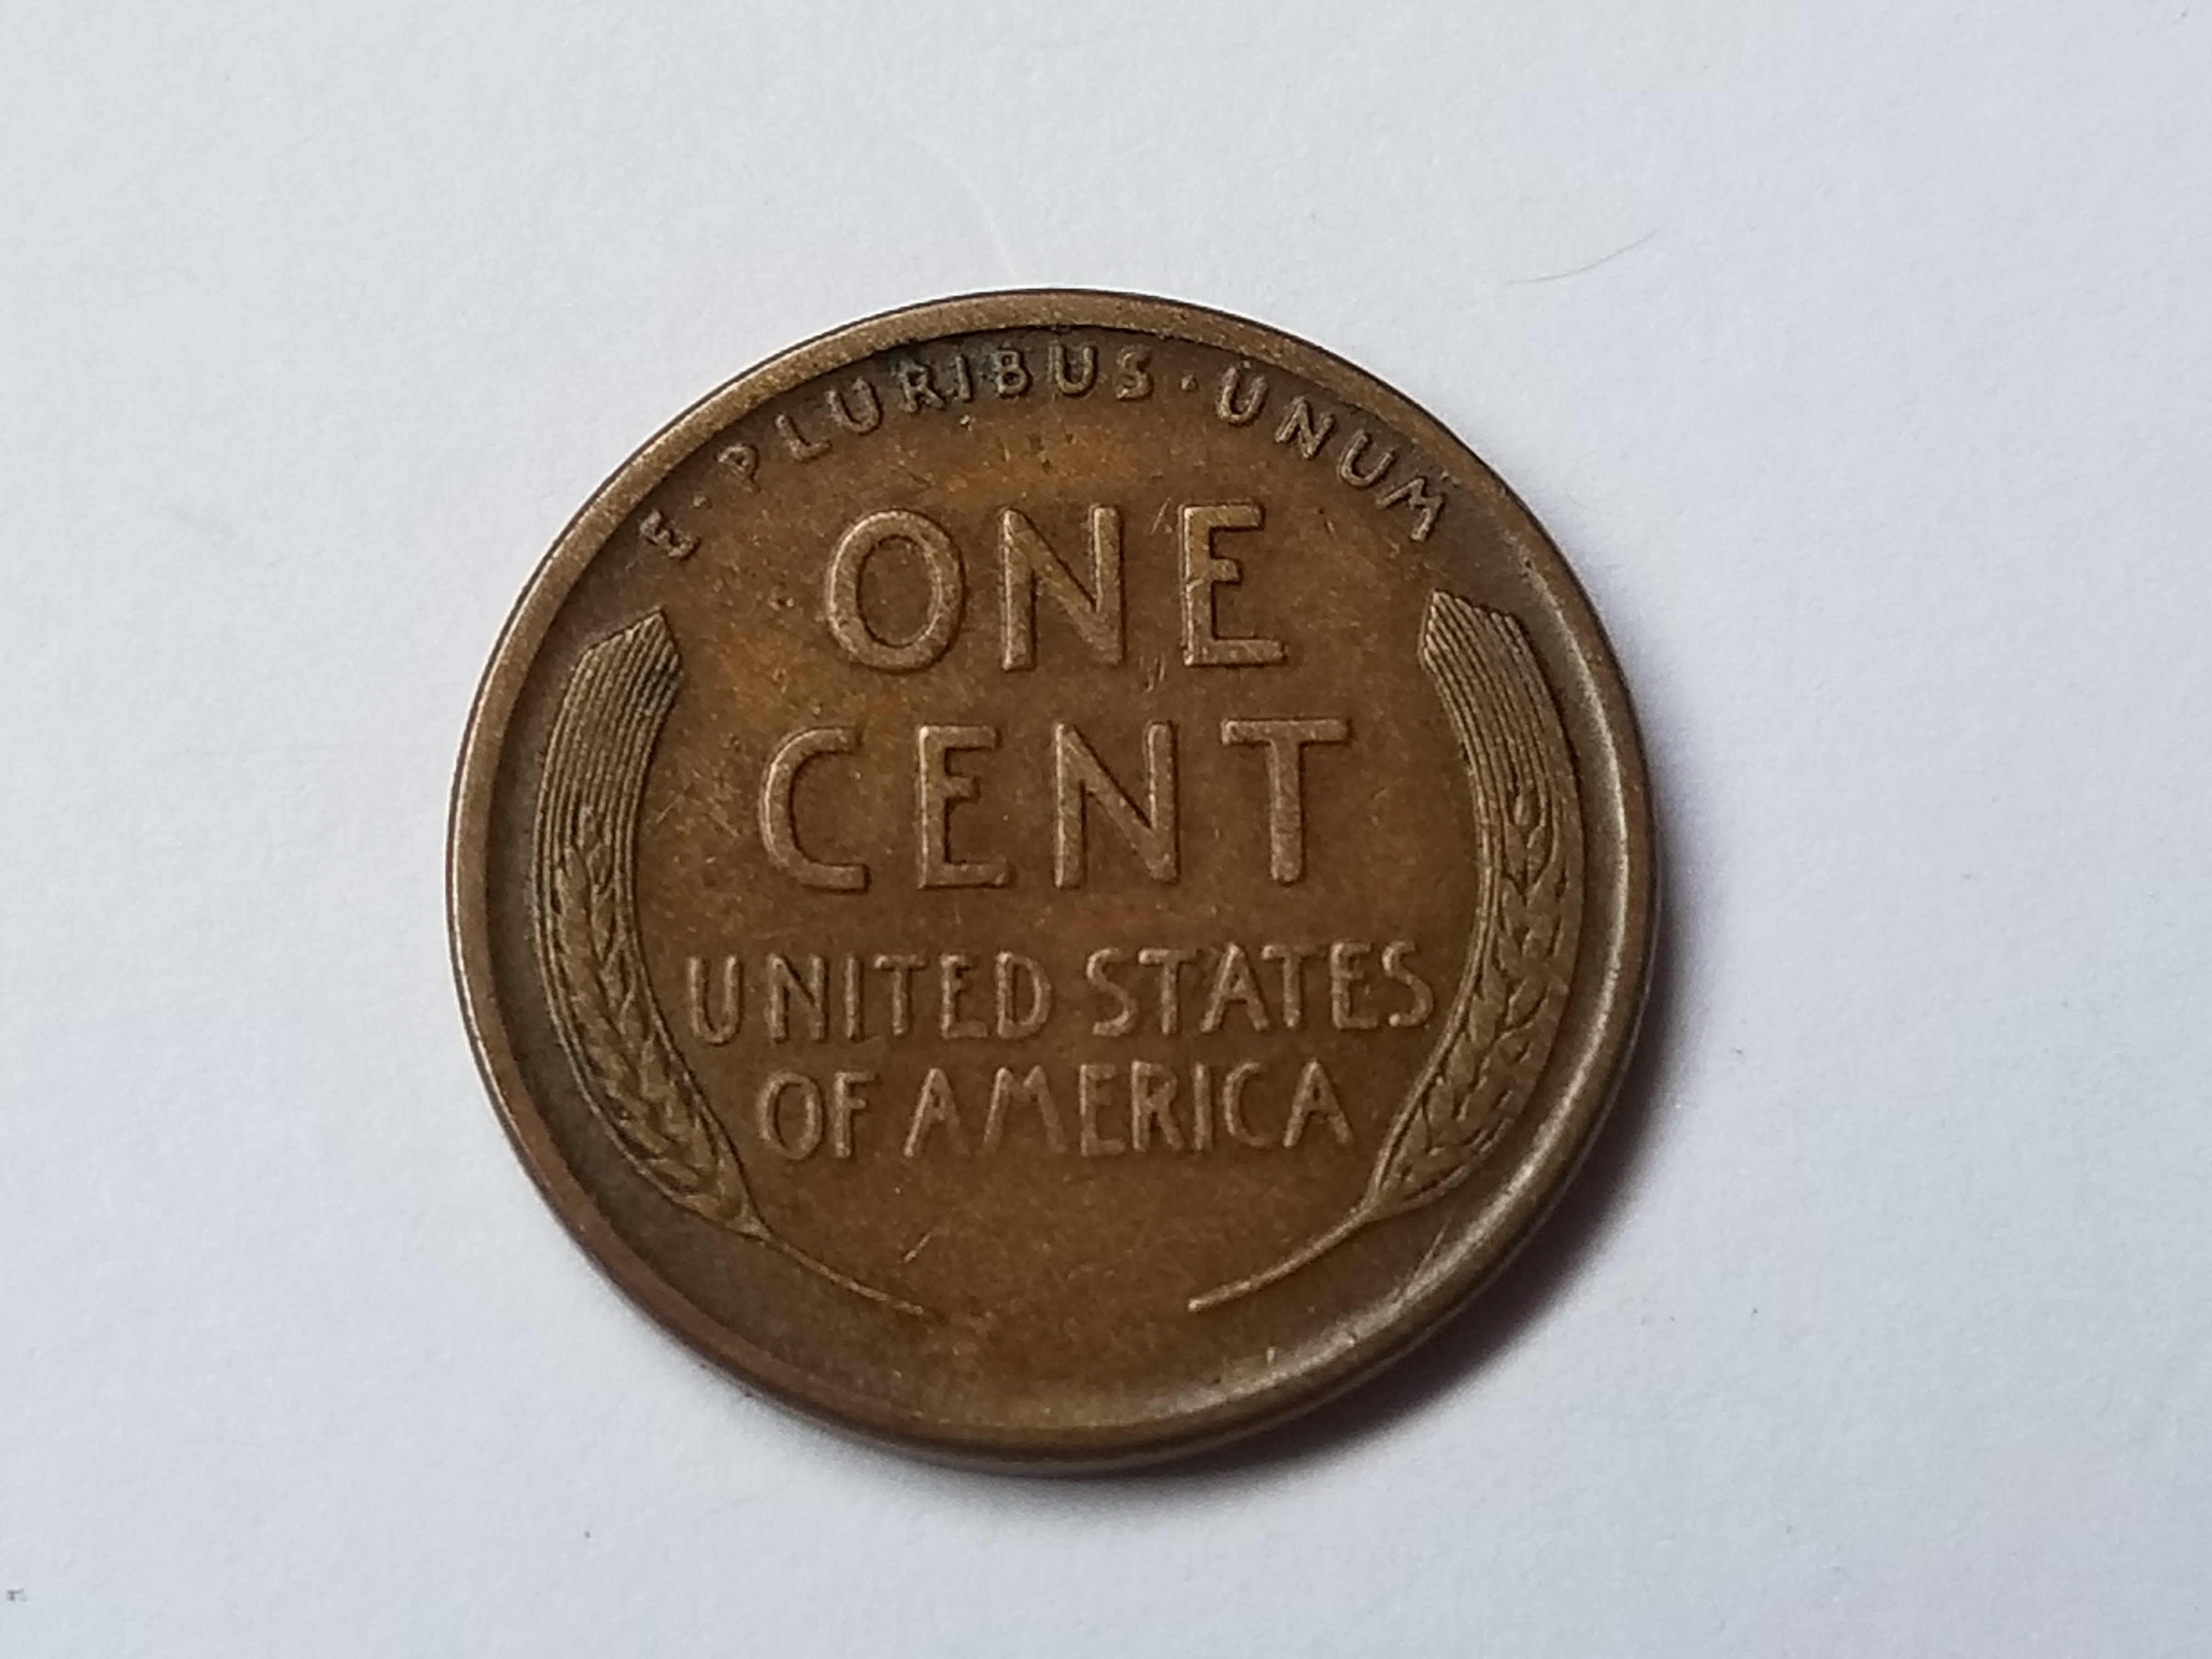 E·PLURIBUS·UNUM
ONE
CENT
UNITED STATES
OF AMERICA